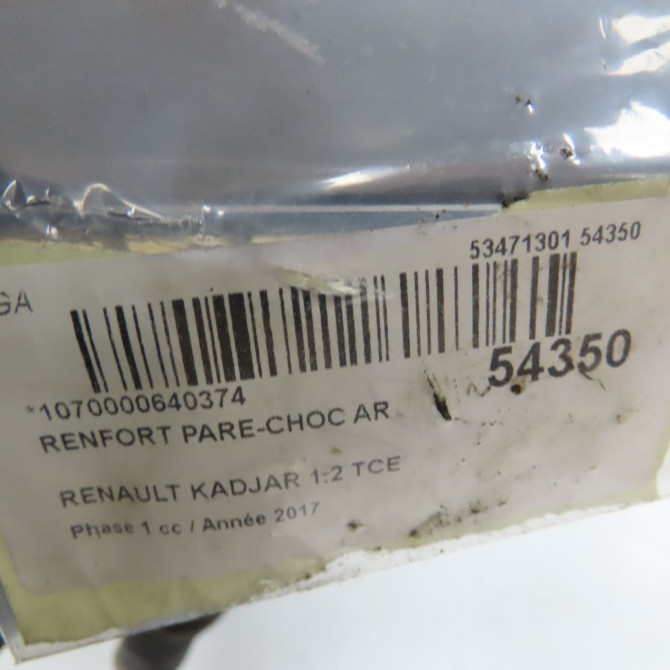 GA
53471301 54350
54350
*1070000640374
RENFORT PARE-CHOC AR
RENAULT KADJAR 1.2 TCE
Phase 1 cc / Année 2017